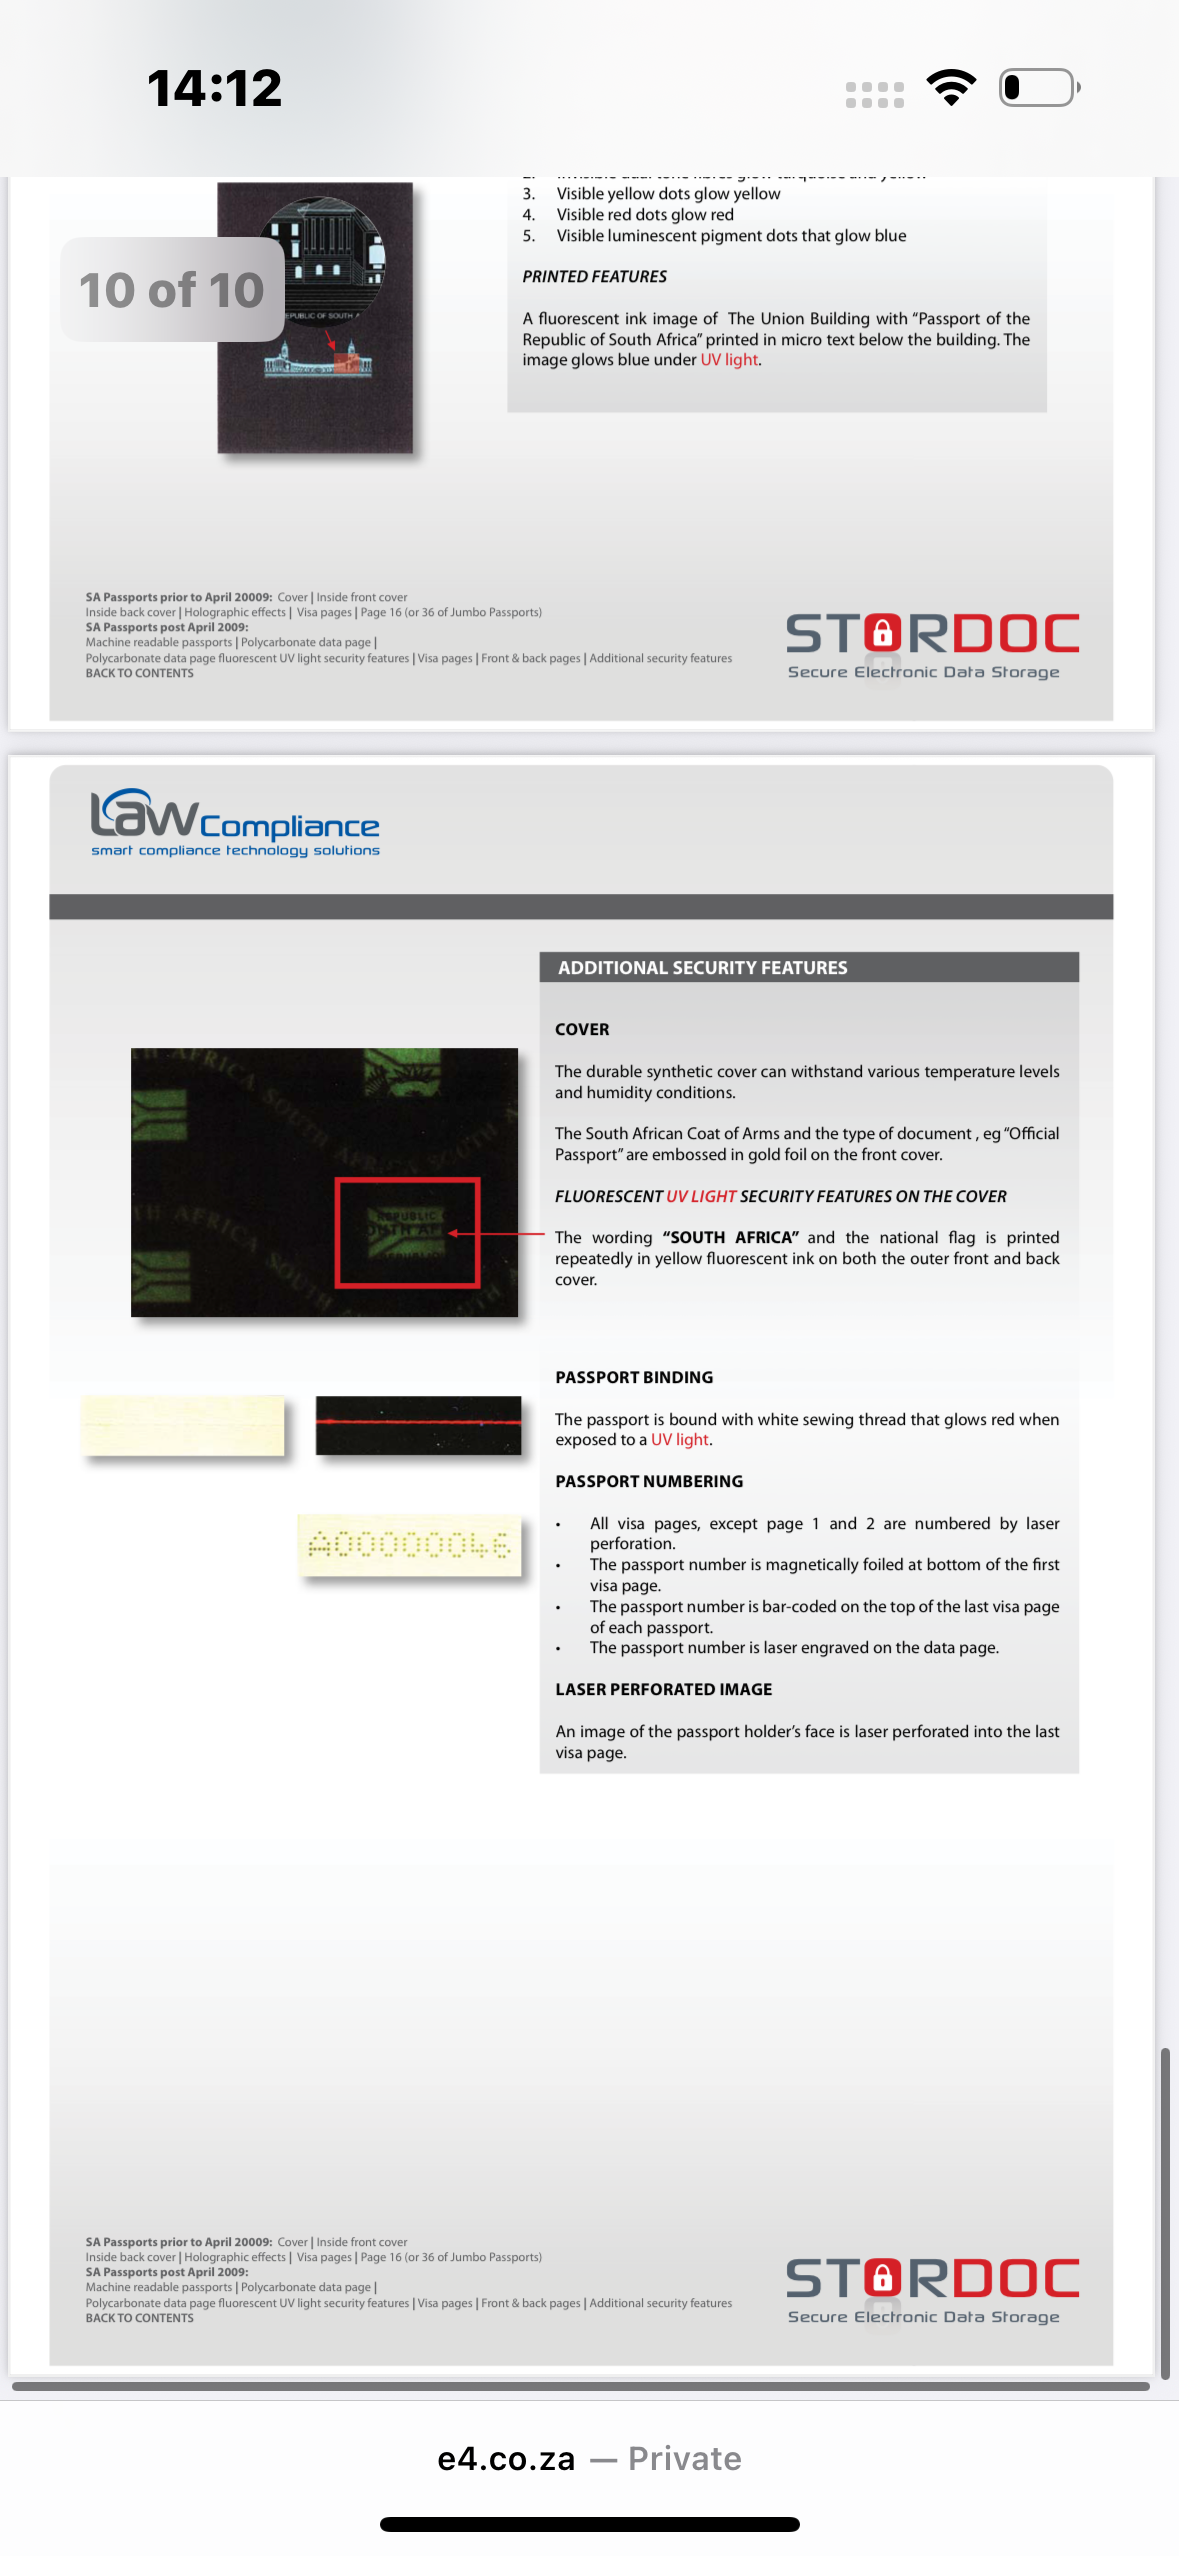 14:12
3. Visible yellow dots glow yellow
4. Visible red dots glow red
5. Visible luminescent pigment dots that glow blue
10 of 10
PRINTED FEATURES
A fluorescent ink image of The Union Building with “Passport of the
Republic of South Africa” printed in micro text below the building. The
image glows blue under UV light.
EPUBLIC OF SOUTH A
SA Passports prior to April 20009: Cover | Inside front cover
Inside back cover | Holographic effects | Visa pages | Page 16 (or 36 of Jumbo Passports)
SA Passports post April 2009:
Machine readable passports | Polycarbonate data page |
Polycarbonate data page fluorescent UV light security features | Visa pages | Front & back pages | Additional security features
BACK TO CONTENTS
STORDOC
Secure Electronic Data Storage
Law Compliance
smart compliance technology solutions
ADDITIONAL SECURITY FEATURES
COVER
The durable synthetic cover can withstand various temperature levels
and humidity conditions.
The South African Coat of Arms and the type of document , eg “Official
Passport” are embossed in gold foil on the front cover.
FLUORESCENT UV LIGHT SECURITY FEATURES ON THE COVER
The wording “SOUTH AFRICA” and the national flag is printed
repeatedly in yellow fluorescent ink on both the outer front and back
cover.
TH AFRICA SOUTH AFRICA SOUTH
REPUBLIC
TH AFRICA SOUTH
PASSPORT BINDING
The passport is bound with white sewing thread that glows red when
exposed to a UV light.
PASSPORT NUMBERING
• All visa pages, except page 1 and 2 are numbered by laser
perforation.
• The passport number is magnetically foiled at bottom of the first
visa page.
• The passport number is bar-coded on the top of the last visa page
of each passport.
• The passport number is laser engraved on the data page.
A00000046
LASER PERFORATED IMAGE
An image of the passport holder’s face is laser perforated into the last
visa page.
SA Passports prior to April 20009: Cover | Inside front cover
Inside back cover | Holographic effects | Visa pages | Page 16 (or 36 of Jumbo Passports)
SA Passports post April 2009:
Machine readable passports | Polycarbonate data page |
Polycarbonate data page fluorescent UV light security features | Visa pages | Front & back pages | Additional security features
BACK TO CONTENTS
STORDOC
Secure Electronic Data Storage
e4.co.za — Private